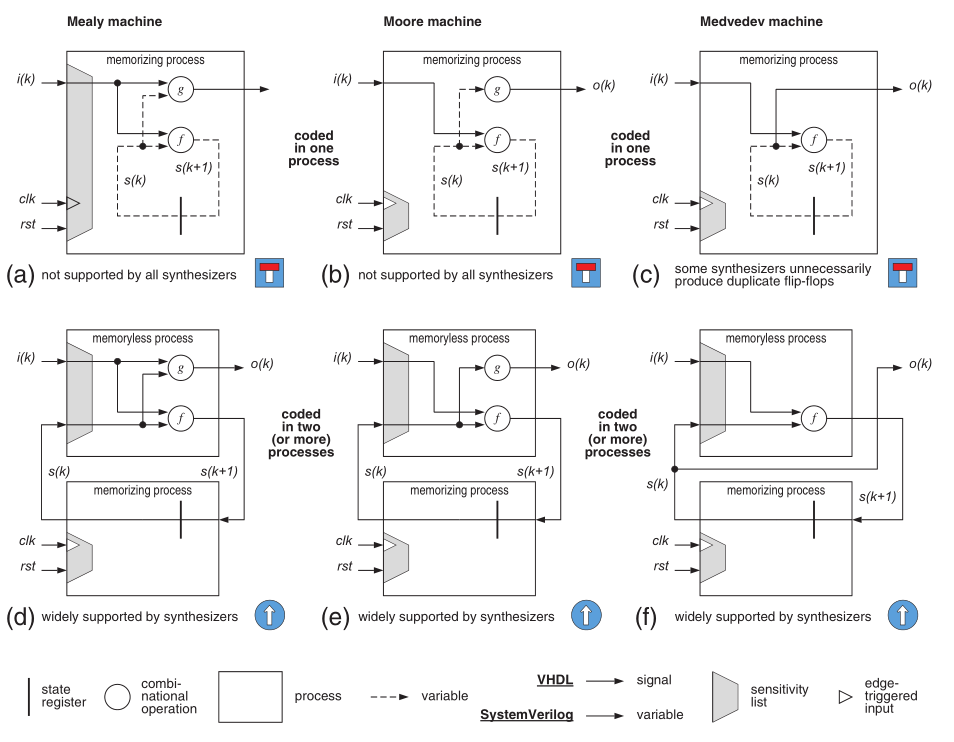 Mealy machine
Moore machine
Medvedev machine
memorizing process
i(k)
g
f
s(k)
s(k+1)
clk
rst
coded
in one
process
memorizing process
i(k)
g
o(k)
f
s(k)
s(k+1)
clk
rst
coded
in one
process
memorizing process
i(k)
o(k)
f
s(k)
s(k+1)
clk
rst
(a) not supported by all synthesizers
(b) not supported by all synthesizers
(c) some synthesizers unnecessarily
produce duplicate flip-flops
memoryless process
i(k)
g
o(k)
f
s(k)
s(k+1)
memorizing process
clk
rst
coded
in two
(or more)
processes
memoryless process
i(k)
g
o(k)
f
s(k)
s(k+1)
memorizing process
clk
rst
coded
in two
(or more)
processes
memoryless process
i(k)
o(k)
f
s(k)
s(k+1)
memorizing process
clk
rst
(d) widely supported by synthesizers
(e) widely supported by synthesizers
(f) widely supported by synthesizers
state
register
combi-
national
operation
process
variable
VHDL
signal
SystemVerilog
variable
sensitivity
list
edge-
triggered
input